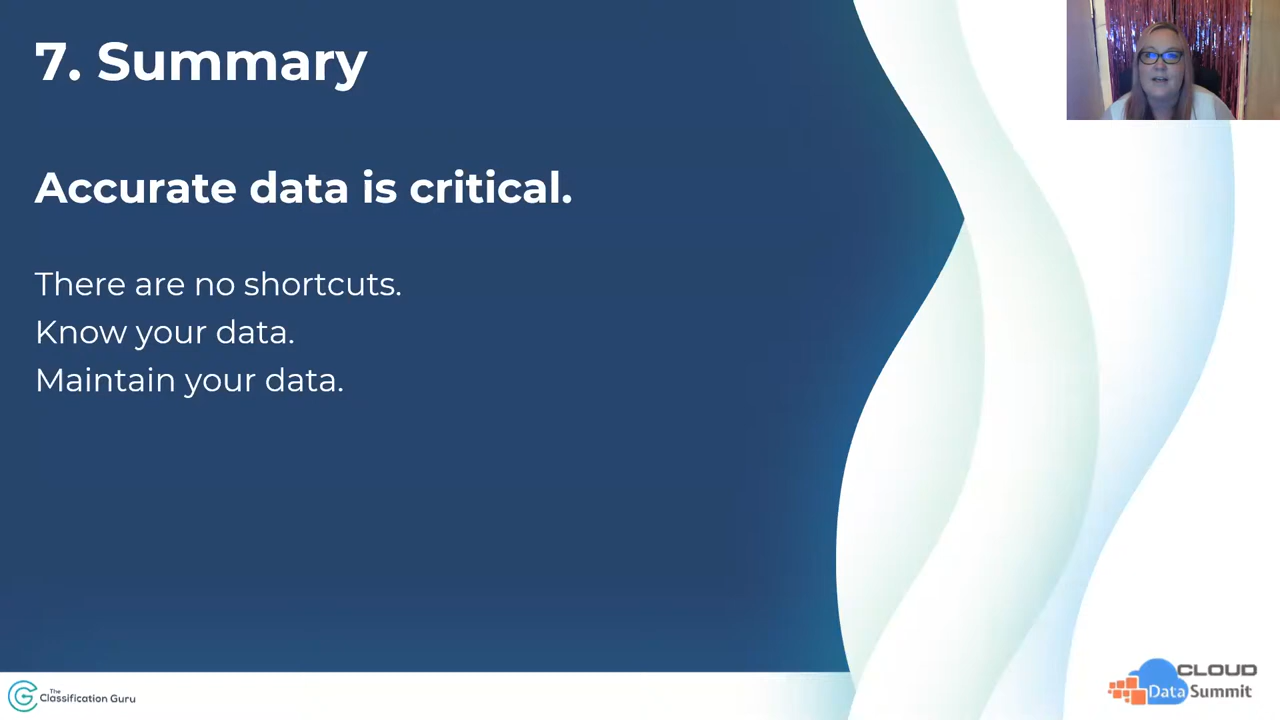 7. Summary
Accurate data is critical.
There are no shortcuts.
Know your data.
Maintain your data.
The
Classification Guru
CLOUD
Data Summit